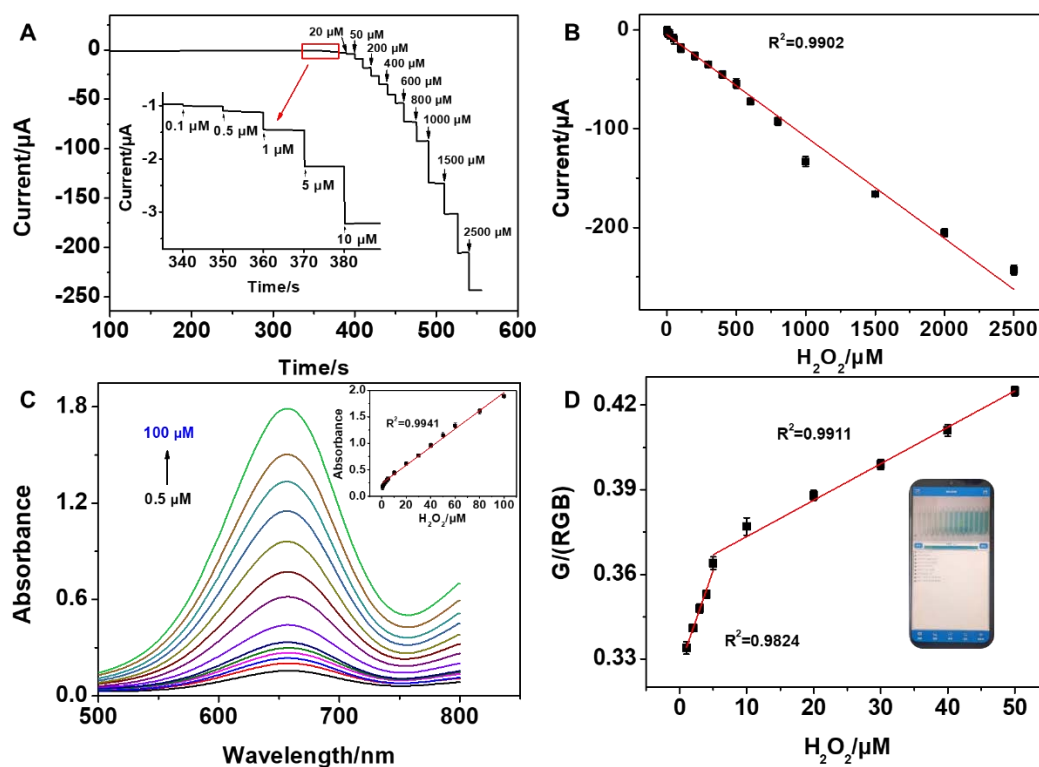 A
20 μM
50 μM
200 μM
400 μM
600 μM
800 μM
1000 μM
1500 μM
2500 μM
0
-50
-100
-150
-200
-250
Current/μA
100
200
300
400
500
600
Time/s
-1
-2
-3
Current/μA
0.1 μM
0.5 μM
1 μM
5 μM
10 μM
340
350
360
370
380
Time/s
B
R²=0.9902
0
-100
-200
Current/μA
0
500
1000
1500
2000
2500
H₂O₂/μM
C
100 μM
0.5 μM
1.8
1.2
0.6
0.0
Absorbance
500
600
700
800
Wavelength/nm
R²=0.9941
2.0
1.5
1.0
0.5
0.0
Absorbance
0
20
40
60
80
100
H₂O₂/μM
D
R²=0.9911
R²=0.9824
0.42
0.39
0.36
0.33
G/(RGB)
0
10
20
30
40
50
H₂O₂/μM